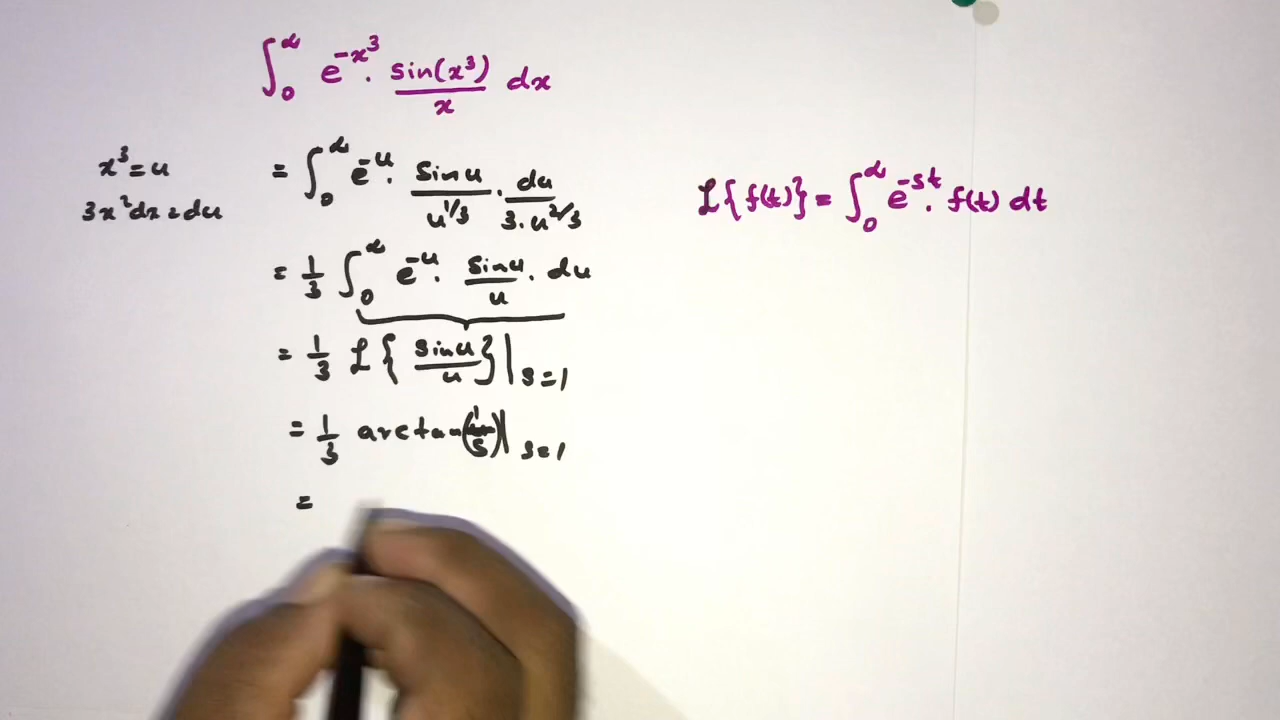 ∫₀^∞ e^{-x³} · sin(x³)/x dx
x³ = u
3x²dx = du
= ∫₀^∞ e^{-u} · sin u/u^{1/3} · du/3·u^{2/3}
ℒ{f(t)} = ∫₀^∞ e^{-st} · f(t) dt
= 1/3 ∫₀^∞ e^{-u} · sin u/u · du
= 1/3 ℒ{sin u/u}|ₛ₌₁
= 1/3 arctan(1/s)|ₛ₌₁
=